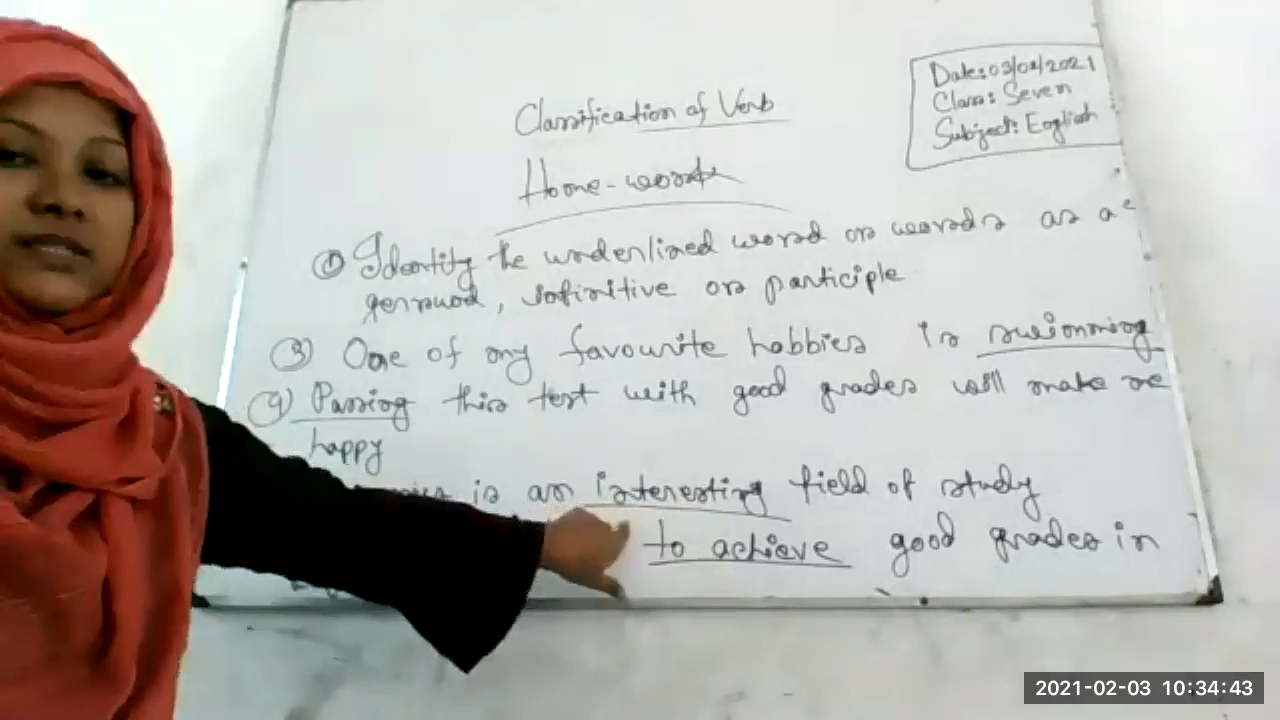 Date: 03/02/2021
Class: Seven
Subject: English
Classification of Verb
Home-work
① Identify the underlined word or words as a
gerund, infinitive or participle
③ One of my favourite hobbies is swimming
④ Passing this test with good grades will make me
happy
is an interesting field of study
to achieve good grades in
2021-02-03 10:34:43